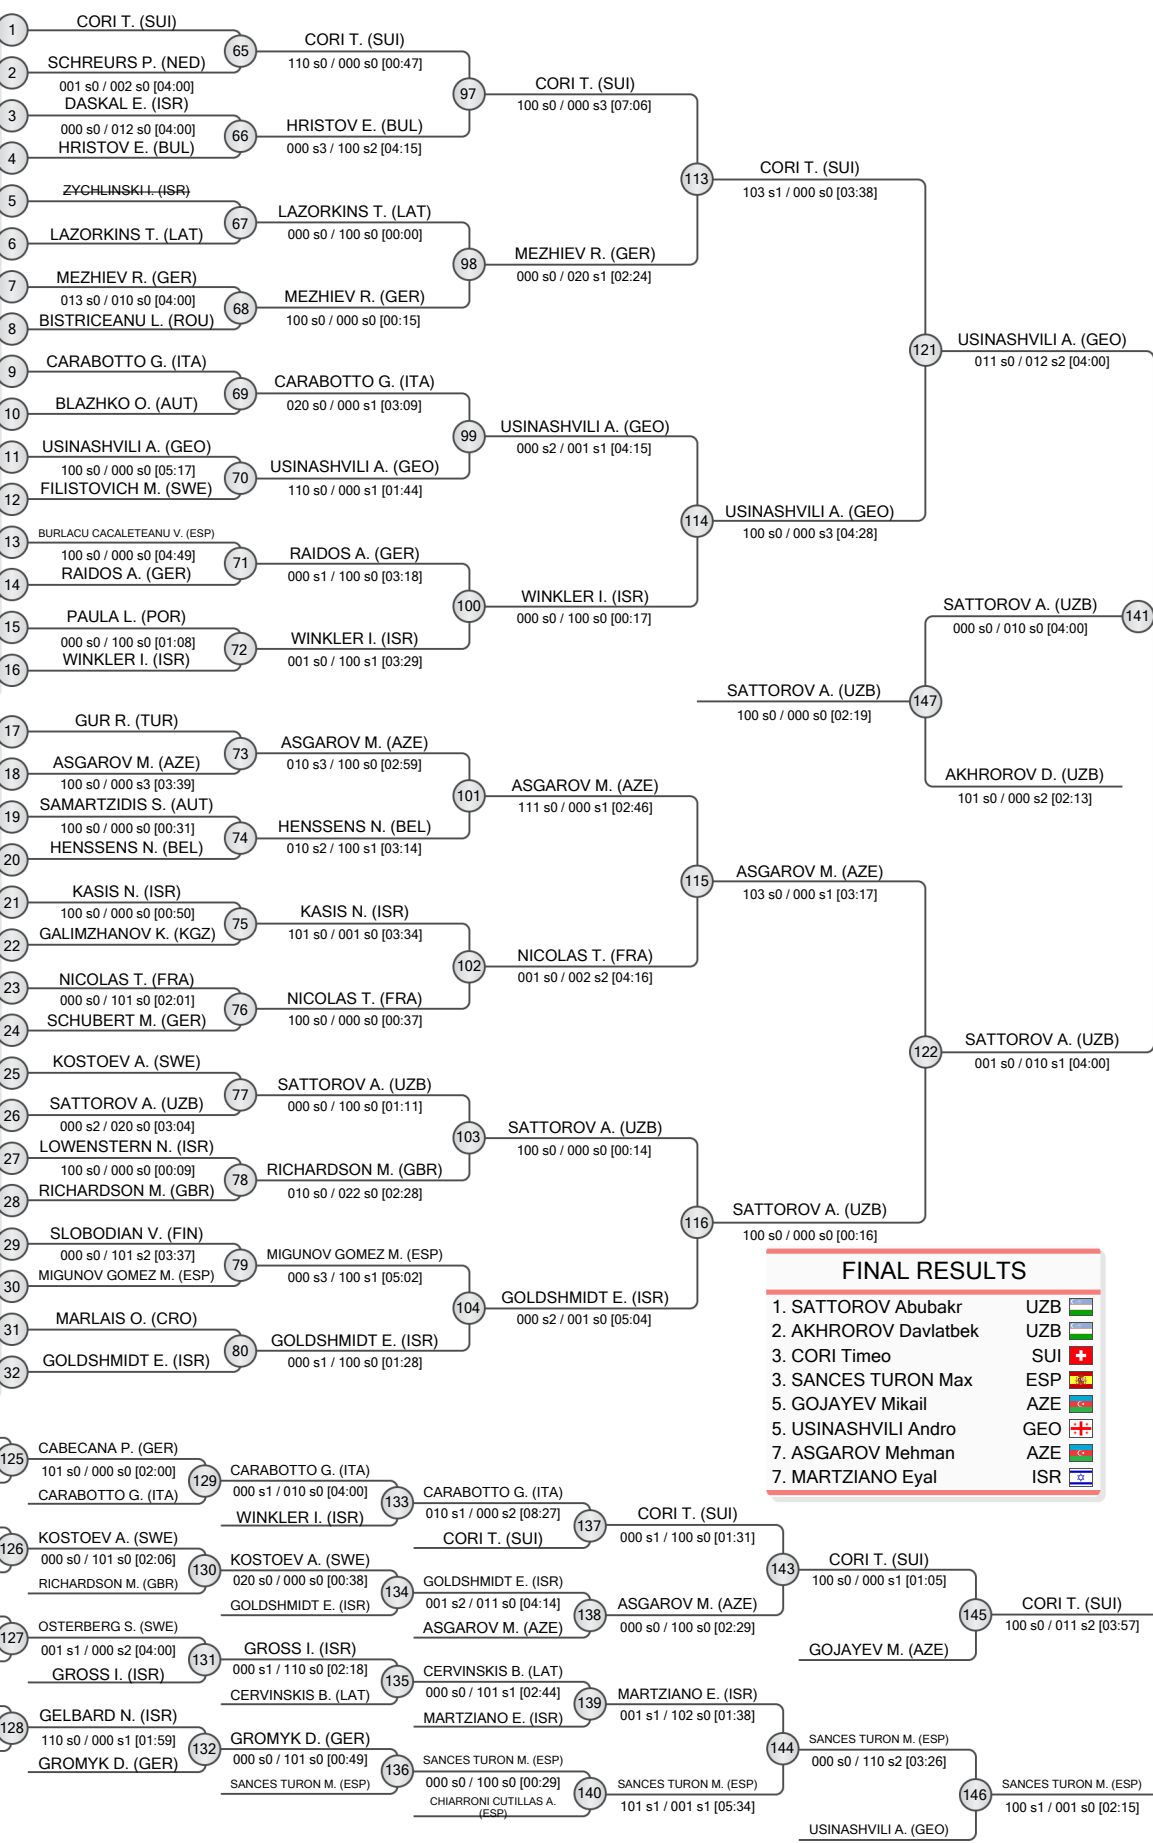 1
CORI T. (SUI)
2
SCHREURS P. (NED)
001 s0 / 002 s0 [04:00]
3
DASKAL E. (ISR)
000 s0 / 012 s0 [04:00]
4
HRISTOV E. (BUL)
5
ZYCHLINSKI I. (ISR)
6
LAZORKINS T. (LAT)
7
MEZHIEV R. (GER)
013 s0 / 010 s0 [04:00]
8
BISTRICEANU L. (ROU)
9
CARABOTTO G. (ITA)
10
BLAZHKO O. (AUT)
11
USINASHVILI A. (GEO)
100 s0 / 000 s0 [05:17]
12
FILISTOVICH M. (SWE)
13
BURLACU CACALETEANU V. (ESP)
100 s0 / 000 s0 [04:49]
14
RAIDOS A. (GER)
15
PAULA L. (POR)
000 s0 / 100 s0 [01:08]
16
WINKLER I. (ISR)
17
GUR R. (TUR)
18
ASGAROV M. (AZE)
100 s0 / 000 s3 [03:39]
19
SAMARTZIDIS S. (AUT)
100 s0 / 000 s0 [00:31]
20
HENSSENS N. (BEL)
21
KASIS N. (ISR)
100 s0 / 000 s0 [00:50]
22
GALIMZHANOV K. (KGZ)
23
NICOLAS T. (FRA)
000 s0 / 101 s0 [02:01]
24
SCHUBERT M. (GER)
25
KOSTOEV A. (SWE)
26
SATTOROV A. (UZB)
000 s2 / 020 s0 [03:04]
27
LOWENSTERN N. (ISR)
100 s0 / 000 s0 [00:09]
28
RICHARDSON M. (GBR)
29
SLOBODIAN V. (FIN)
000 s0 / 101 s2 [03:37]
30
MIGUNOV GOMEZ M. (ESP)
31
MARLAIS O. (CRO)
32
GOLDSHMIDT E. (ISR)
65
CORI T. (SUI)
110 s0 / 000 s0 [00:47]
66
HRISTOV E. (BUL)
000 s3 / 100 s2 [04:15]
67
LAZORKINS T. (LAT)
000 s0 / 100 s0 [00:00]
68
MEZHIEV R. (GER)
100 s0 / 000 s0 [00:15]
69
CARABOTTO G. (ITA)
020 s0 / 000 s1 [03:09]
70
USINASHVILI A. (GEO)
110 s0 / 000 s1 [01:44]
71
RAIDOS A. (GER)
000 s1 / 100 s0 [03:18]
72
WINKLER I. (ISR)
001 s0 / 100 s1 [03:29]
73
ASGAROV M. (AZE)
010 s3 / 100 s0 [02:59]
74
HENSSENS N. (BEL)
010 s2 / 100 s1 [03:14]
75
KASIS N. (ISR)
101 s0 / 001 s0 [03:34]
76
NICOLAS T. (FRA)
100 s0 / 000 s0 [00:37]
77
SATTOROV A. (UZB)
000 s0 / 100 s0 [01:11]
78
RICHARDSON M. (GBR)
010 s0 / 022 s0 [02:28]
79
MIGUNOV GOMEZ M. (ESP)
000 s3 / 100 s1 [05:02]
80
GOLDSHMIDT E. (ISR)
000 s1 / 100 s0 [01:28]
97
CORI T. (SUI)
100 s0 / 000 s3 [07:06]
98
MEZHIEV R. (GER)
000 s0 / 020 s1 [02:24]
99
USINASHVILI A. (GEO)
000 s2 / 001 s1 [04:15]
100
WINKLER I. (ISR)
000 s0 / 100 s0 [00:17]
101
ASGAROV M. (AZE)
111 s0 / 000 s1 [02:46]
102
NICOLAS T. (FRA)
001 s0 / 002 s2 [04:16]
103
SATTOROV A. (UZB)
100 s0 / 000 s0 [00:14]
104
GOLDSHMIDT E. (ISR)
000 s2 / 001 s0 [05:04]
113
CORI T. (SUI)
103 s1 / 000 s0 [03:38]
114
USINASHVILI A. (GEO)
100 s0 / 000 s3 [04:28]
115
ASGAROV M. (AZE)
103 s0 / 000 s1 [03:17]
116
SATTOROV A. (UZB)
100 s0 / 000 s0 [00:16]
121
USINASHVILI A. (GEO)
011 s0 / 012 s2 [04:00]
122
SATTOROV A. (UZB)
001 s0 / 010 s1 [04:00]
SATTOROV A. (UZB)
100 s0 / 000 s0 [02:19]
147
SATTOROV A. (UZB)
000 s0 / 010 s0 [04:00]
141
AKHROROV D. (UZB)
101 s0 / 000 s2 [02:13]
FINAL RESULTS
1. SATTOROV Abubakr UZB
2. AKHROROV Davlatbek UZB
3. CORI Timeo SUI
3. SANCES TURON Max ESP
5. GOJAYEV Mikail AZE
5. USINASHVILI Andro GEO
7. ASGAROV Mehman AZE
7. MARTZIANO Eyal ISR
125
CABECANA P. (GER)
101 s0 / 000 s0 [02:00]
CARABOTTO G. (ITA)
126
KOSTOEV A. (SWE)
000 s0 / 101 s0 [02:06]
RICHARDSON M. (GBR)
127
OSTERBERG S. (SWE)
001 s1 / 000 s2 [04:00]
GROSS I. (ISR)
128
GELBARD N. (ISR)
110 s0 / 000 s1 [01:59]
GROMYK D. (GER)
129
CARABOTTO G. (ITA)
000 s1 / 010 s0 [04:00]
WINKLER I. (ISR)
130
KOSTOEV A. (SWE)
020 s0 / 000 s0 [00:38]
GOLDSHMIDT E. (ISR)
131
GROSS I. (ISR)
000 s1 / 110 s0 [02:18]
CERVINSKIS B. (LAT)
132
GROMYK D. (GER)
000 s0 / 101 s0 [00:49]
SANCES TURON M. (ESP)
133
CARABOTTO G. (ITA)
010 s1 / 000 s2 [08:27]
CORI T. (SUI)
134
GOLDSHMIDT E. (ISR)
001 s2 / 011 s0 [04:14]
ASGAROV M. (AZE)
135
CERVINSKIS B. (LAT)
000 s0 / 101 s1 [02:44]
MARTZIANO E. (ISR)
136
SANCES TURON M. (ESP)
000 s0 / 100 s0 [00:29]
CHIARRONI CUTILLAS A.
(ESP)
137
CORI T. (SUI)
000 s1 / 100 s0 [01:31]
138
ASGAROV M. (AZE)
000 s0 / 100 s0 [02:29]
139
MARTZIANO E. (ISR)
001 s1 / 102 s0 [01:38]
140
SANCES TURON M. (ESP)
101 s1 / 001 s1 [05:34]
143
CORI T. (SUI)
100 s0 / 000 s1 [01:05]
GOJAYEV M. (AZE)
144
SANCES TURON M. (ESP)
000 s0 / 110 s2 [03:26]
USINASHVILI A. (GEO)
145
CORI T. (SUI)
100 s0 / 011 s2 [03:57]
146
SANCES TURON M. (ESP)
100 s1 / 001 s0 [02:15]